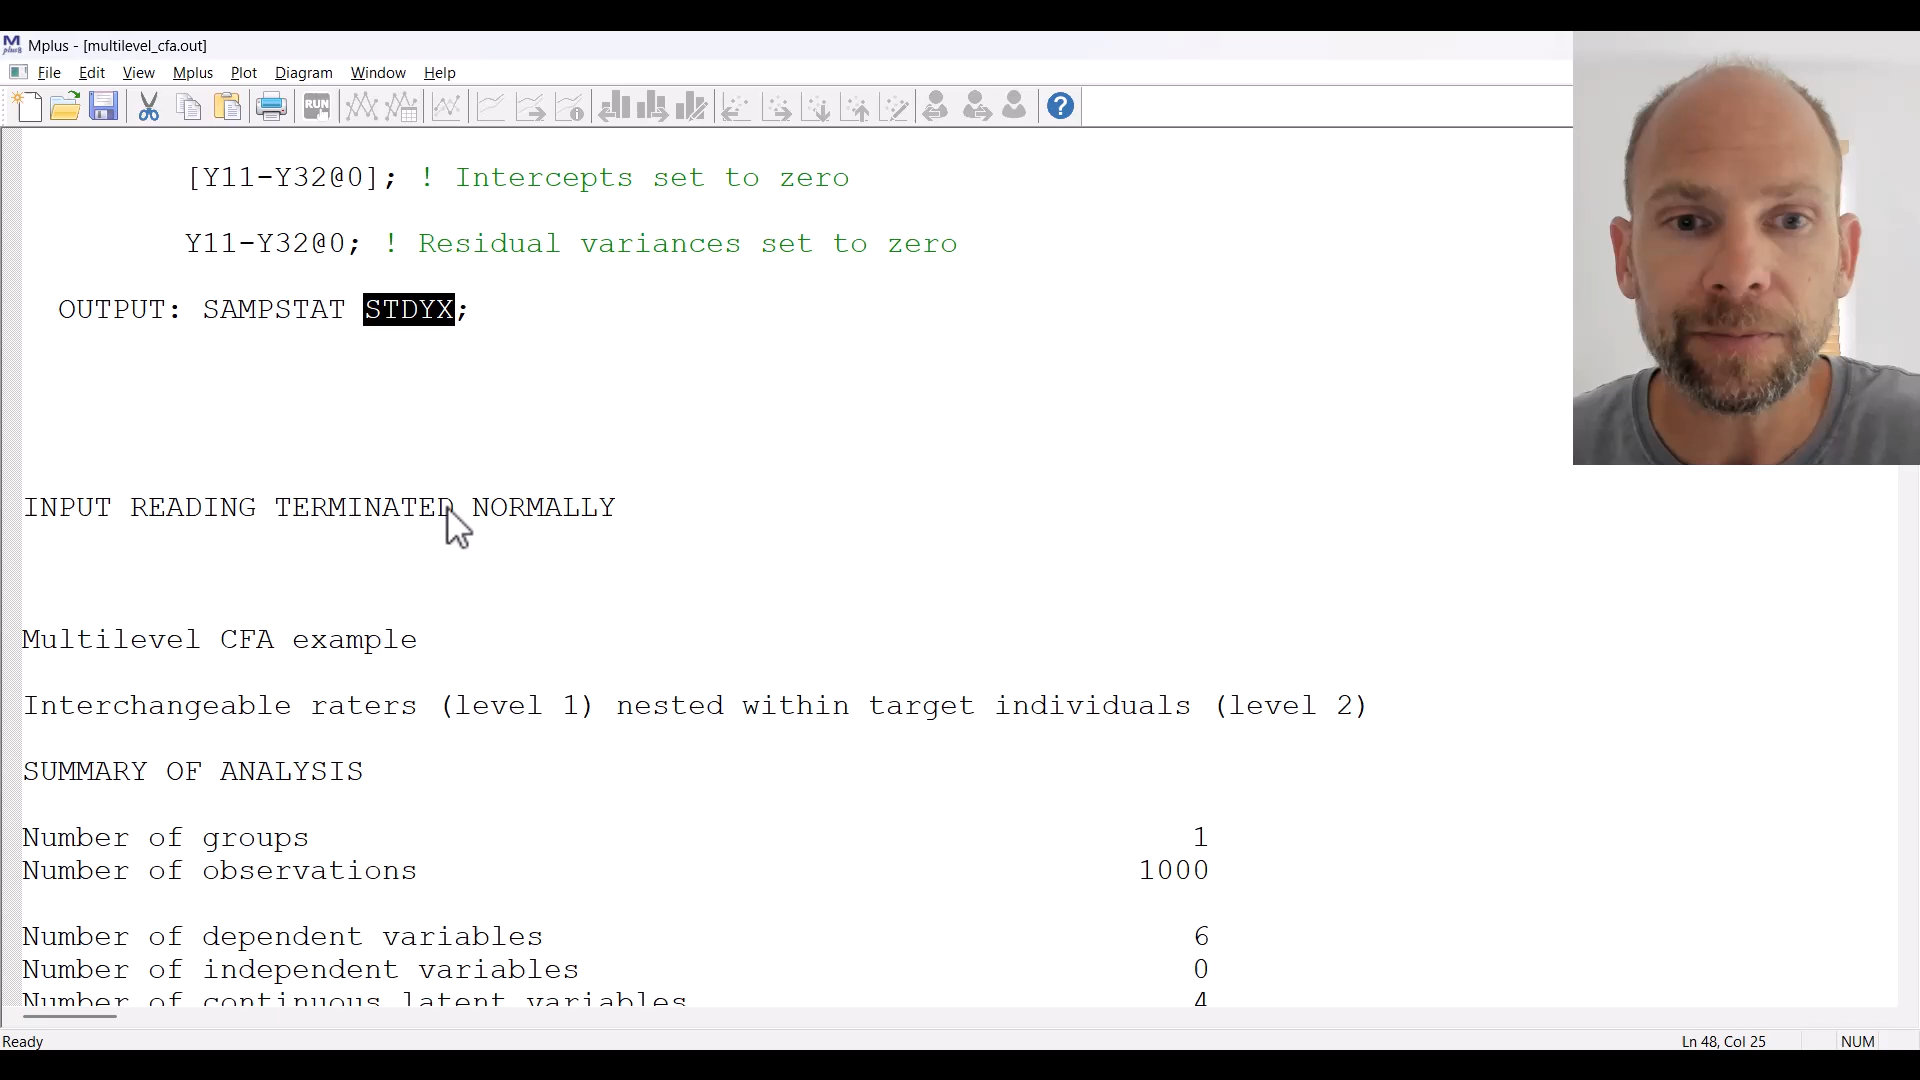 Mplus - [multilevel_cfa.out]
File Edit View Mplus Plot Diagram Window Help
RUN
[Y11-Y32@0]; ! Intercepts set to zero
Y11-Y32@0; ! Residual variances set to zero
OUTPUT: SAMPSTAT STDYX;
INPUT READING TERMINATED NORMALLY
Multilevel CFA example
Interchangeable raters (level 1) nested within target individuals (level 2)
SUMMARY OF ANALYSIS
Number of groups 1
Number of observations 1000
Number of dependent variables 6
Number of independent variables 0
Number of continuous latent variables 4
Ready Ln 48, Col 25 NUM